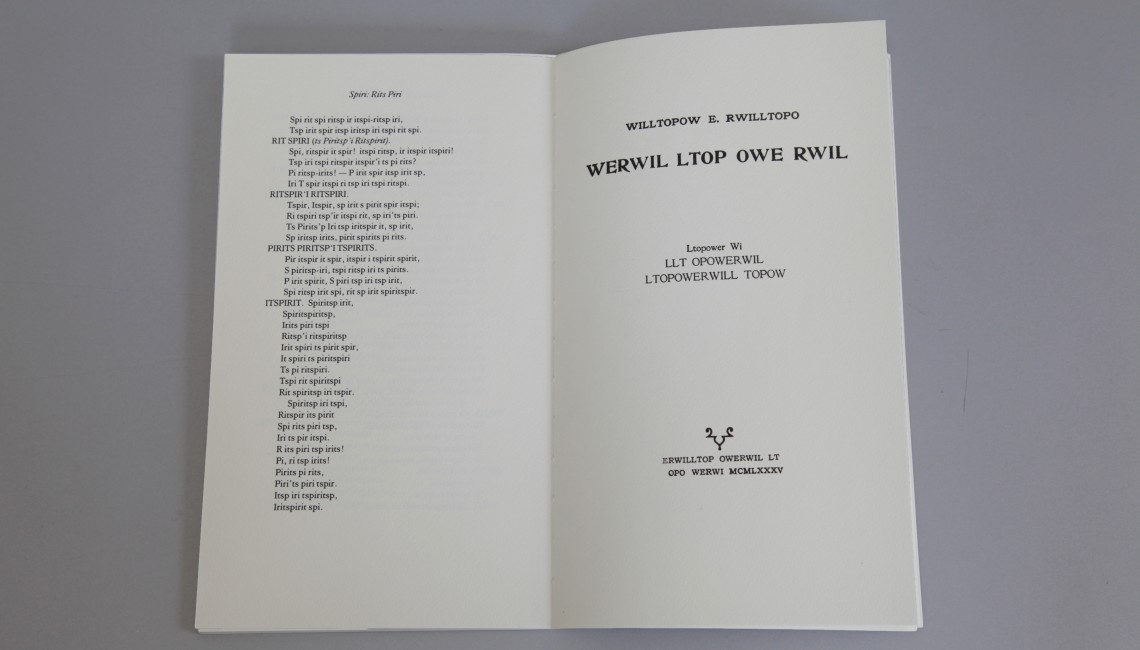 Spiri: Rits Piri
Spi rit spi ritsp ir itspi-ritsp iri,
Tsp irit spir itsp iritsp iri tspi rit spi.
RIT SPIRI (ts Piritsp'i Ritspirit).
Spi, ritspir it spir! itspi ritsp, ir itspir itspiri!
Tsp iri tspi ritspir itspir'i ts pi rits?
Pi ritsp-irits! — P irit spir itsp irit sp,
Iri T spir itspi ri tsp iri tspi ritspi.
RITSPIR'I RITSPIRI.
Tspir, Itspir, sp irit s pirit spir itspi;
Ri tspiri tsp'ir itspi rit, sp iri'ts piri.
Ts Pirits'p Iri tsp iritspir it, sp irit,
Sp iritsp irits, pirit spirits pi rits.
PIRITS PIRITSP'I TSPIRITS.
Pir itspir it spir, itspir i tspirit spirit,
S piritsp-iri, tspi ritsp iri ts pirits.
P irit spirit, S piri tsp iri tsp irit,
Spi ritsp irit spi, rit sp irit spiritspir.
ITSPIRIT. Spiritsp irit,
Spiritspiritsp,
Irits piri tspi
Ritsp'i ritspiritsp
Irit spiri ts pirit spir,
It spiri ts piritspiri
Ts pi ritspiri.
Tspi rit spiritspi
Rit spiritsp iri tspir.
Spiritsp iri tspi,
Ritspir its pirit
Spi rits piri tsp,
Iri ts pir itspi.
R its piri tsp irits!
Pi, ri tsp irits!
Pirits pi rits,
Piri'ts piri tspir.
Itsp iri tspiritsp,
Iritspirit spi.
WILLTOPOW E. RWILLTOPO
WERWIL LTOP OWE RWIL
Ltopower Wi
LLT OPOWERWIL
LTOPOWERWILL TOPOW
ERWILLTOP OWERWIL LT
OPO WERWI MCMLXXXV